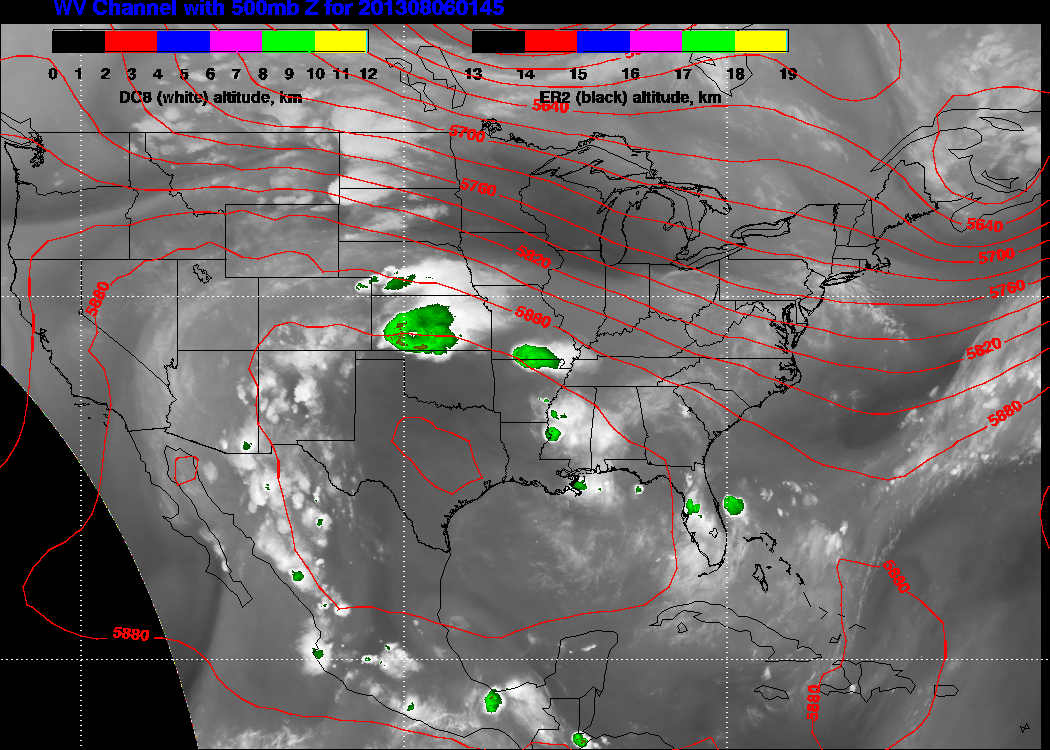 WV Channel with 500mb Z for 201308060145
0 1 2 3 4 5 6 7 8 9 10 11 12
13 14 15 16 17 18 19
DC8 (white) altitude, km
ER2 (black) altitude, km
5640
5700
5760
5640
5820
5700
5880
5760
5880
5820
5880
5880
5880
5880